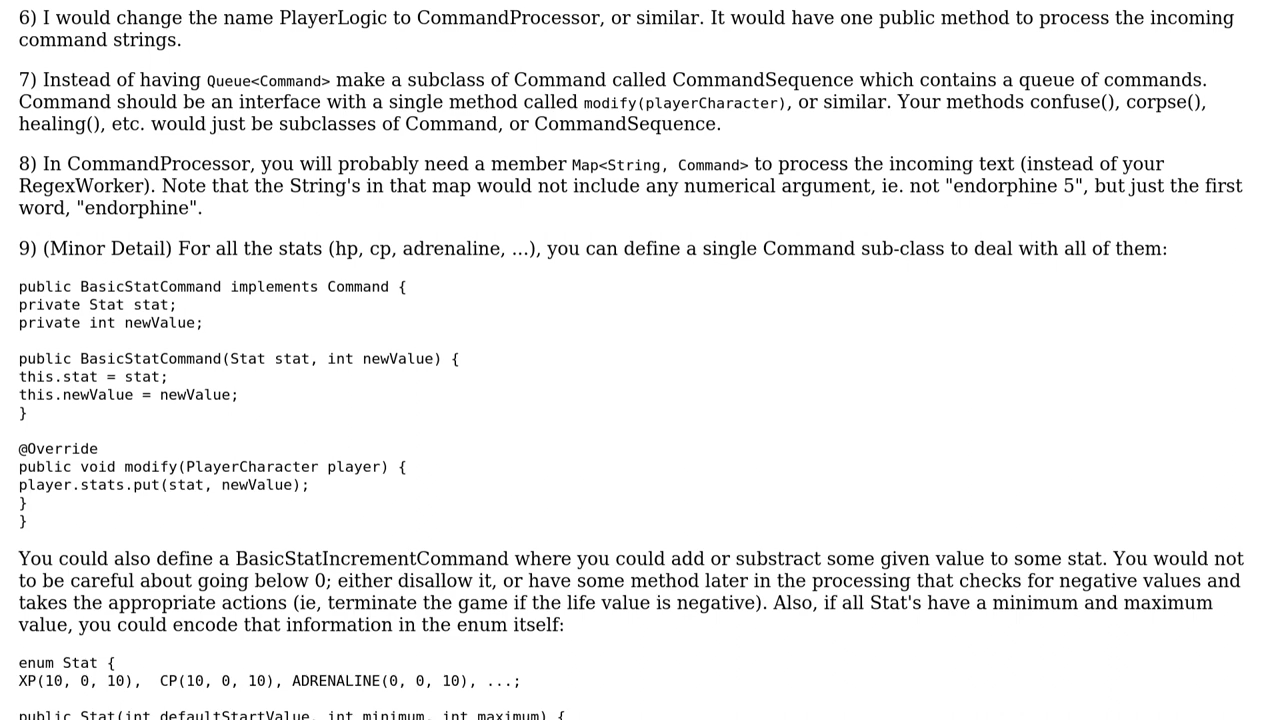 6) I would change the name PlayerLogic to CommandProcessor, or similar. It would have one public method to process the incoming
command strings.
7) Instead of having Queue<Command> make a subclass of Command called CommandSequence which contains a queue of commands.
Command should be an interface with a single method called modify(playerCharacter), or similar. Your methods confuse(), corpse(),
healing(), etc. would just be subclasses of Command, or CommandSequence.
8) In CommandProcessor, you will probably need a member Map<String, Command> to process the incoming text (instead of your
RegexWorker). Note that the String's in that map would not include any numerical argument, ie. not "endorphine 5", but just the first
word, "endorphine".
9) (Minor Detail) For all the stats (hp, cp, adrenaline, ...), you can define a single Command sub-class to deal with all of them:
public BasicStatCommand implements Command {
private Stat stat;
private int newValue;
public BasicStatCommand(Stat stat, int newValue) {
this.stat = stat;
this.newValue = newValue;
}
@Override
public void modify(PlayerCharacter player) {
player.stats.put(stat, newValue);
}
}
You could also define a BasicStatIncrementCommand where you could add or substract some given value to some stat. You would not
to be careful about going below 0; either disallow it, or have some method later in the processing that checks for negative values and
takes the appropriate actions (ie, terminate the game if the life value is negative). Also, if all Stat's have a minimum and maximum
value, you could encode that information in the enum itself:
enum Stat {
XP(10, 0, 10),  CP(10, 0, 10), ADRENALINE(0, 0, 10), ...;
public Stat(int defaultStartValue, int minimum, int maximum) {